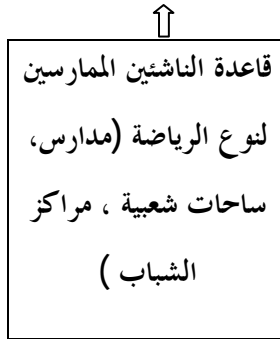 قاعدة الناشئين الممارسين
لنوع الرياضة (مدارس،
ساحات شعبية ، مراكز
الشباب )